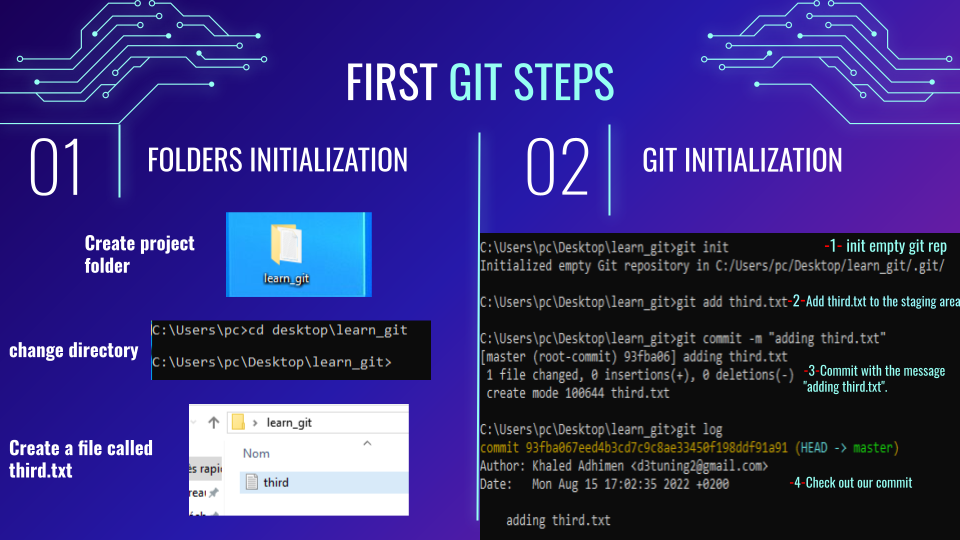 FIRST GIT STEPS
01
FOLDERS INITIALIZATION
Create project
folder
learn_git
change directory
C:\Users\pc>cd desktop\learn_git
C:\Users\pc\Desktop\learn_git>
Create a file called
third.txt
learn_git
Nom
ès rapi
third
reau
02
GIT INITIALIZATION
C:\Users\pc\Desktop\learn_git>git init
-1- init empty git rep
Initialized empty Git repository in C:/Users/pc/Desktop/learn_git/.git/
C:\Users\pc\Desktop\learn_git>git add third.txt
-2-Add third.txt to the staging area
C:\Users\pc\Desktop\learn_git>git commit -m "adding third.txt"
[master (root-commit) 93fba06] adding third.txt
1 file changed, 0 insertions(+), 0 deletions(-)
create mode 100644 third.txt
-3-Commit with the message
"adding third.txt".
C:\Users\pc\Desktop\learn_git>git log
commit 93fba067eed4b3cd7c9c8ae33450f198ddf91a91 (HEAD -> master)
Author: Khaled Adhimen <d3tuning2@gmail.com>
Date: Mon Aug 15 17:02:35 2022 +0200
-4-Check out our commit
adding third.txt